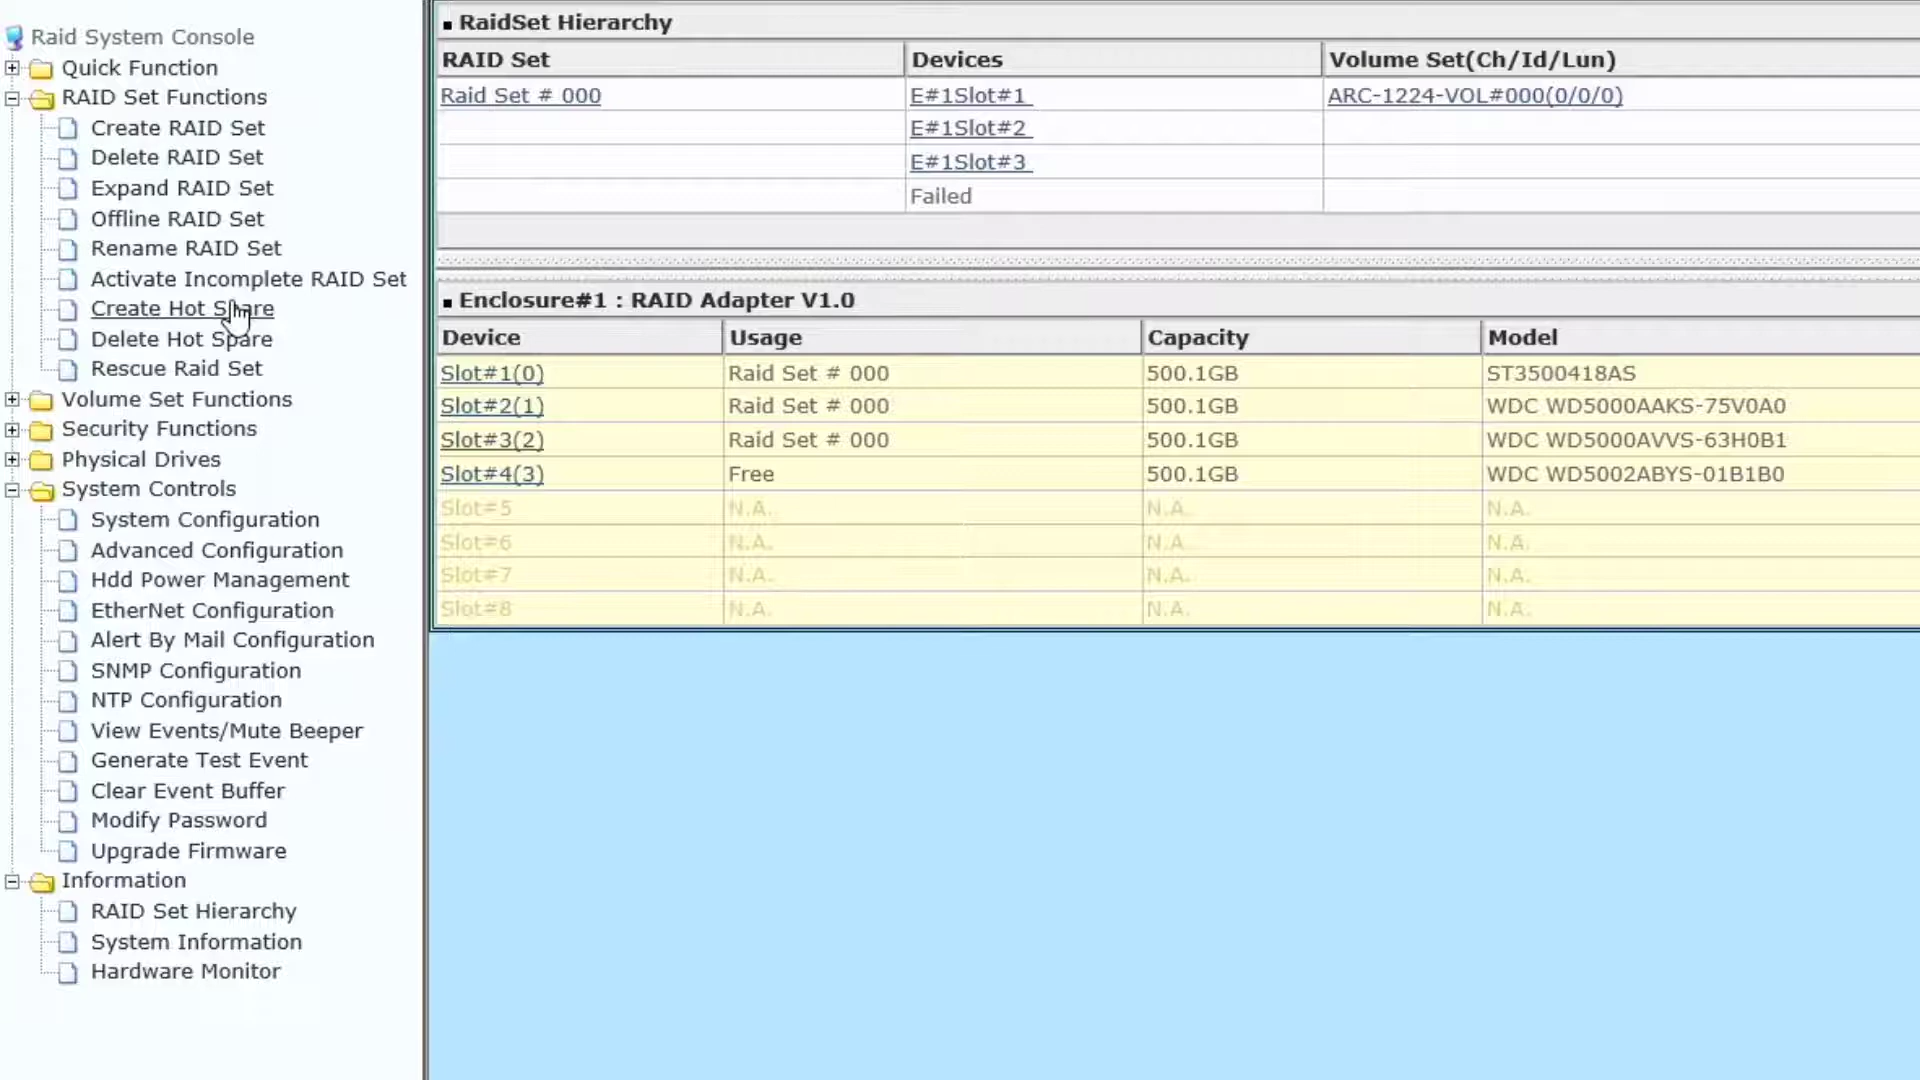 Raid System Console
Quick Function
RAID Set Functions
Create RAID Set
Delete RAID Set
Expand RAID Set
Offline RAID Set
Rename RAID Set
Activate Incomplete RAID Set
Create Hot Spare
Delete Hot Spare
Rescue Raid Set
Volume Set Functions
Security Functions
Physical Drives
System Controls
System Configuration
Advanced Configuration
Hdd Power Management
EtherNet Configuration
Alert By Mail Configuration
SNMP Configuration
NTP Configuration
View Events/Mute Beeper
Generate Test Event
Clear Event Buffer
Modify Password
Upgrade Firmware
Information
RAID Set Hierarchy
System Information
Hardware Monitor
RaidSet Hierarchy
RAID Set Devices Volume Set(Ch/Id/Lun)
Raid Set # 000 E#1Slot#1 ARC-1224-VOL#000(0/0/0)
E#1Slot#2
E#1Slot#3
Failed
Enclosure#1 : RAID Adapter V1.0
Device Usage Capacity Model
Slot#1(0) Raid Set # 000 500.1GB ST3500418AS
Slot#2(1) Raid Set # 000 500.1GB WDC WD5000AAKS-75V0A0
Slot#3(2) Raid Set # 000 500.1GB WDC WD5000AVVS-63H0B1
Slot#4(3) Free 500.1GB WDC WD5002ABYS-01B1B0
Slot#5 N.A. N.A. N.A.
Slot#6 N.A. N.A. N.A.
Slot#7 N.A. N.A. N.A.
Slot#8 N.A. N.A. N.A.